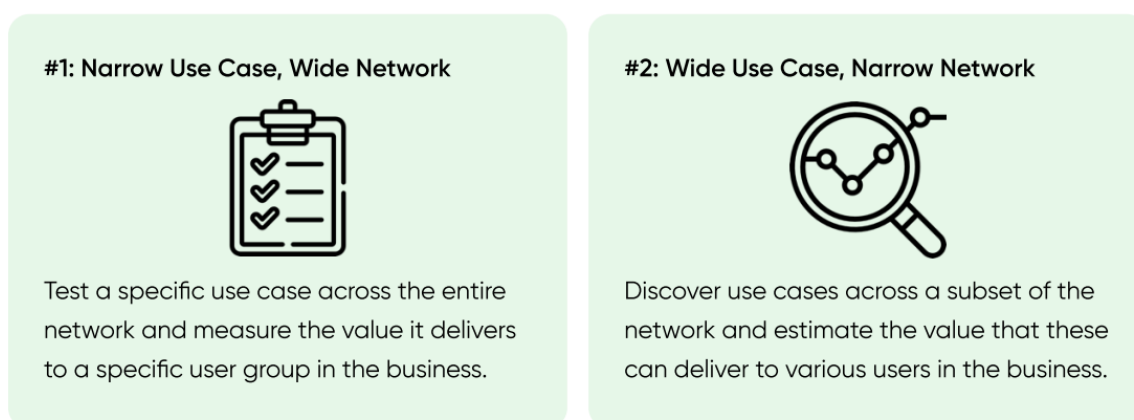 #1: Narrow Use Case, Wide Network
Test a specific use case across the entire
network and measure the value it delivers
to a specific user group in the business.
#2: Wide Use Case, Narrow Network
Discover use cases across a subset of the
network and estimate the value that these
can deliver to various users in the business.